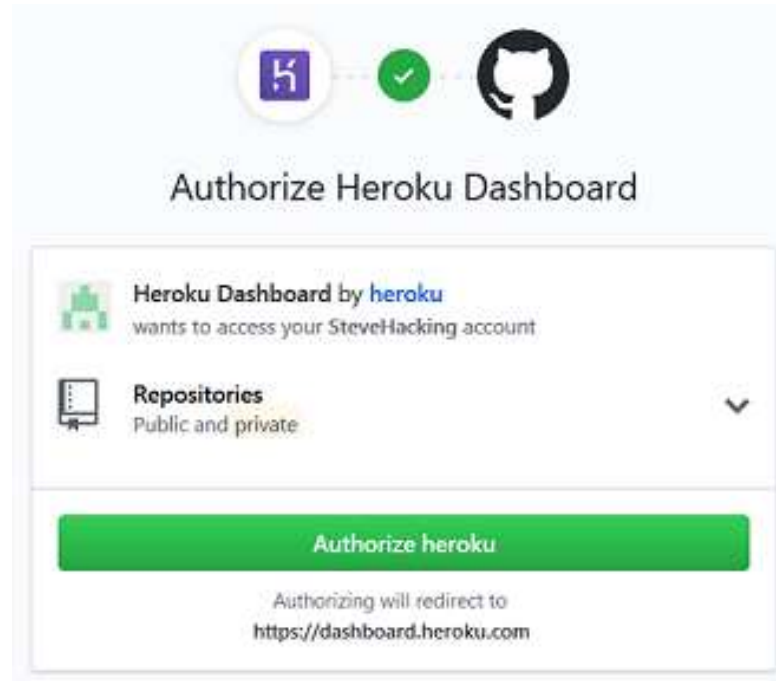 Authorize Heroku Dashboard
Heroku Dashboard by heroku
wants to access your SteveHacking account
Repositories
Public and private
Authorize heroku
Authorizing will redirect to
https://dashboard.heroku.com